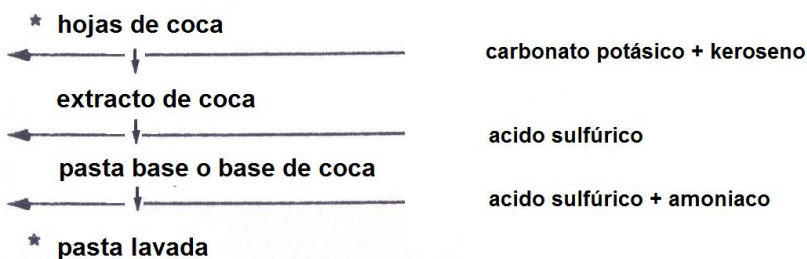 * hojas de coca
carbonato potásico + keroseno
extracto de coca
acido sulfúrico
pasta base o base de coca
acido sulfúrico + amoniaco
* pasta lavada